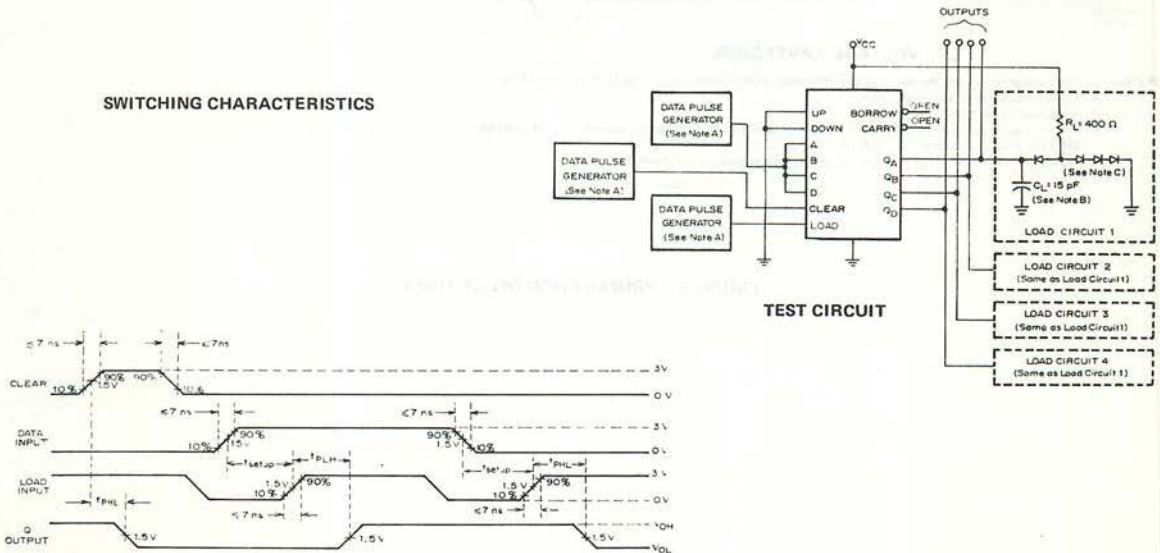 OUTPUTS
VCC
SWITCHING CHARACTERISTICS
DATA PULSE
GENERATOR
(See Note A)
DATA PULSE
GENERATOR
(See Note A)
DATA PULSE
GENERATOR
(See Note A)
UP
DOWN
A
B
C
D
CLEAR
LOAD
BORROW
CARRY
QA
QB
QC
QD
OPEN
OPEN
RL=400 Ω
(See Note C)
CL=15 pF
(See Note B)
LOAD CIRCUIT 1
LOAD CIRCUIT 2
(Same as Load Circuit 1)
LOAD CIRCUIT 3
(Same as Load Circuit 1)
LOAD CIRCUIT 4
(Same as Load Circuit 1)
TEST CIRCUIT
≤7 ns
≤7ns
CLEAR
10%
90%
1.5V
90%
10%
3V
0 V
≤7 ns
≤7 ns
DATA
INPUT
10%
90%
1.5V
90%
1.5V
10%
3V
0V
tsetup
tPLH
tsetup
tPHL
LOAD
INPUT
1.5V
10%
90%
1.5V
10%
90%
3V
0V
tPHL
≤7 ns
≤7 ns
Q
OUTPUT
1.5V
1.5V
1.5V
VOH
VOL